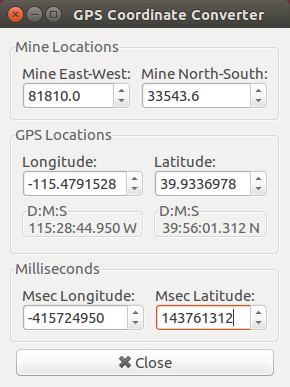 GPS Coordinate Converter
Mine Locations
Mine East-West: Mine North-South:
81810.0 33543.6
GPS Locations
Longitude: Latitude:
-115.4791528 39.9336978
D:M:S D:M:S
115:28:44.950 W 39:56:01.312 N
Milliseconds
Msec Longitude: Msec Latitude:
-415724950 143761312
Close